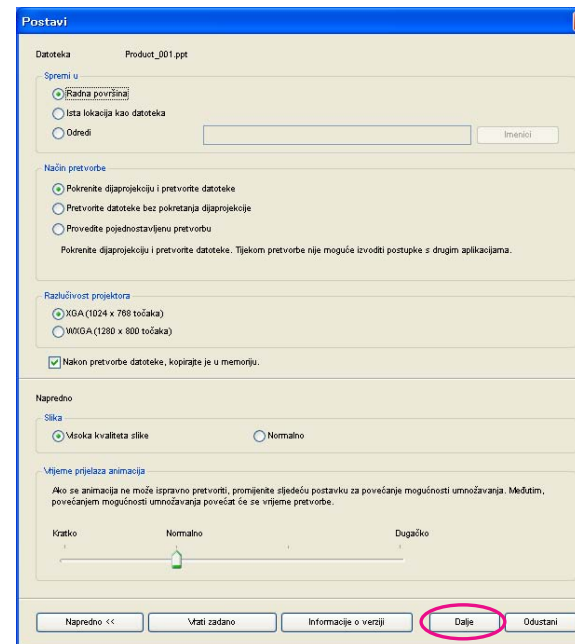 Postavi
Datoteka Product_001.ppt
Spremi u
Radna površina
Ista lokacija kao datoteka
Odredi Imenici
Način pretvorbe
Pokrenite dijaprojekciju i pretvorite datoteke
Pretvorite datoteke bez pokretanja dijaprojekcije
Provedite pojednostavljenu pretvorbu
Pokrenite dijaprojekciju i pretvorite datoteke. Tijekom pretvorbe nije moguće izvoditi postupke s drugim aplikacijama.
Razlučivost projektora
XGA (1024 x 768 točaka)
WXGA (1280 x 800 točaka)
Nakon pretvorbe datoteke, kopirajte je u memoriju.
Napredno
Slika
Visoka kvaliteta slike Normalno
Vrijeme prijelaza animacija
Ako se animacija ne može ispravno pretvoriti, promijenite sljedeću postavku za povećanje mogućnosti umnožavanja. Međutim,
povećanjem mogućnosti umnožavanja povećat će se vrijeme pretvorbe.
Kratko Normalno Dugačko
Napredno << Vrati zadano Informacije o verziji Dalje Odustani